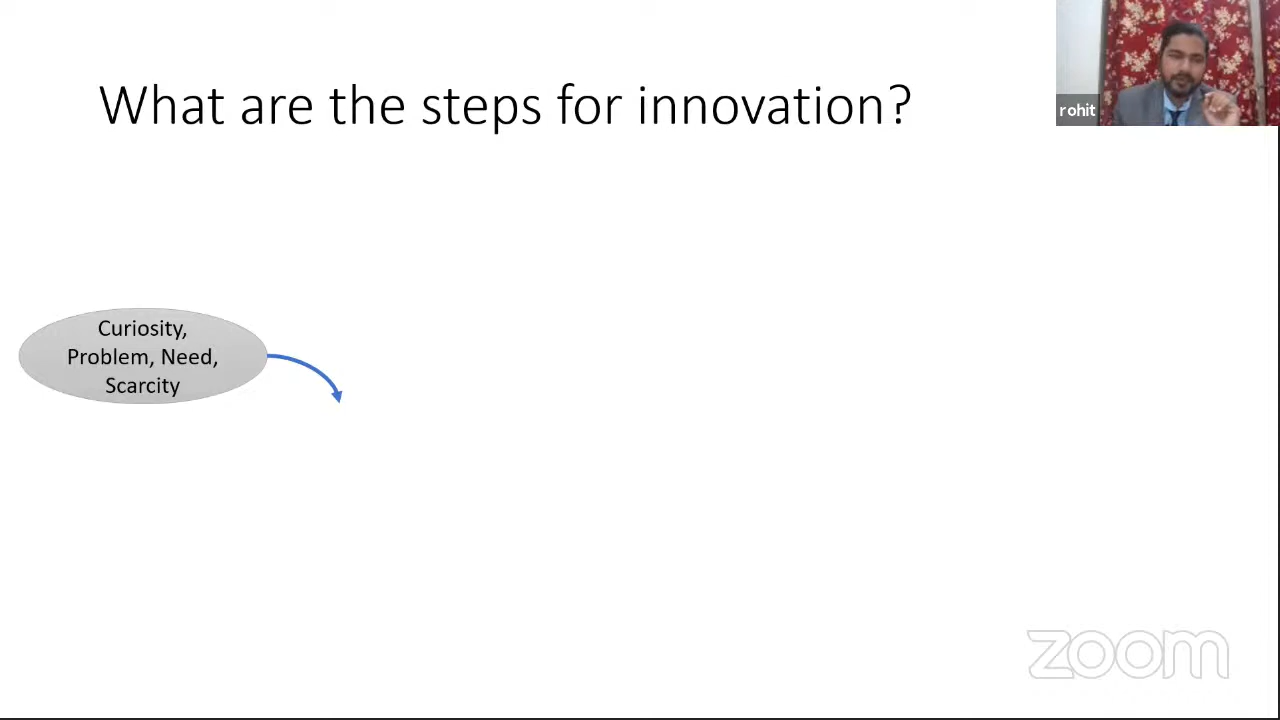 What are the steps for innovation?
rohit
Curiosity,
Problem, Need,
Scarcity
zoom